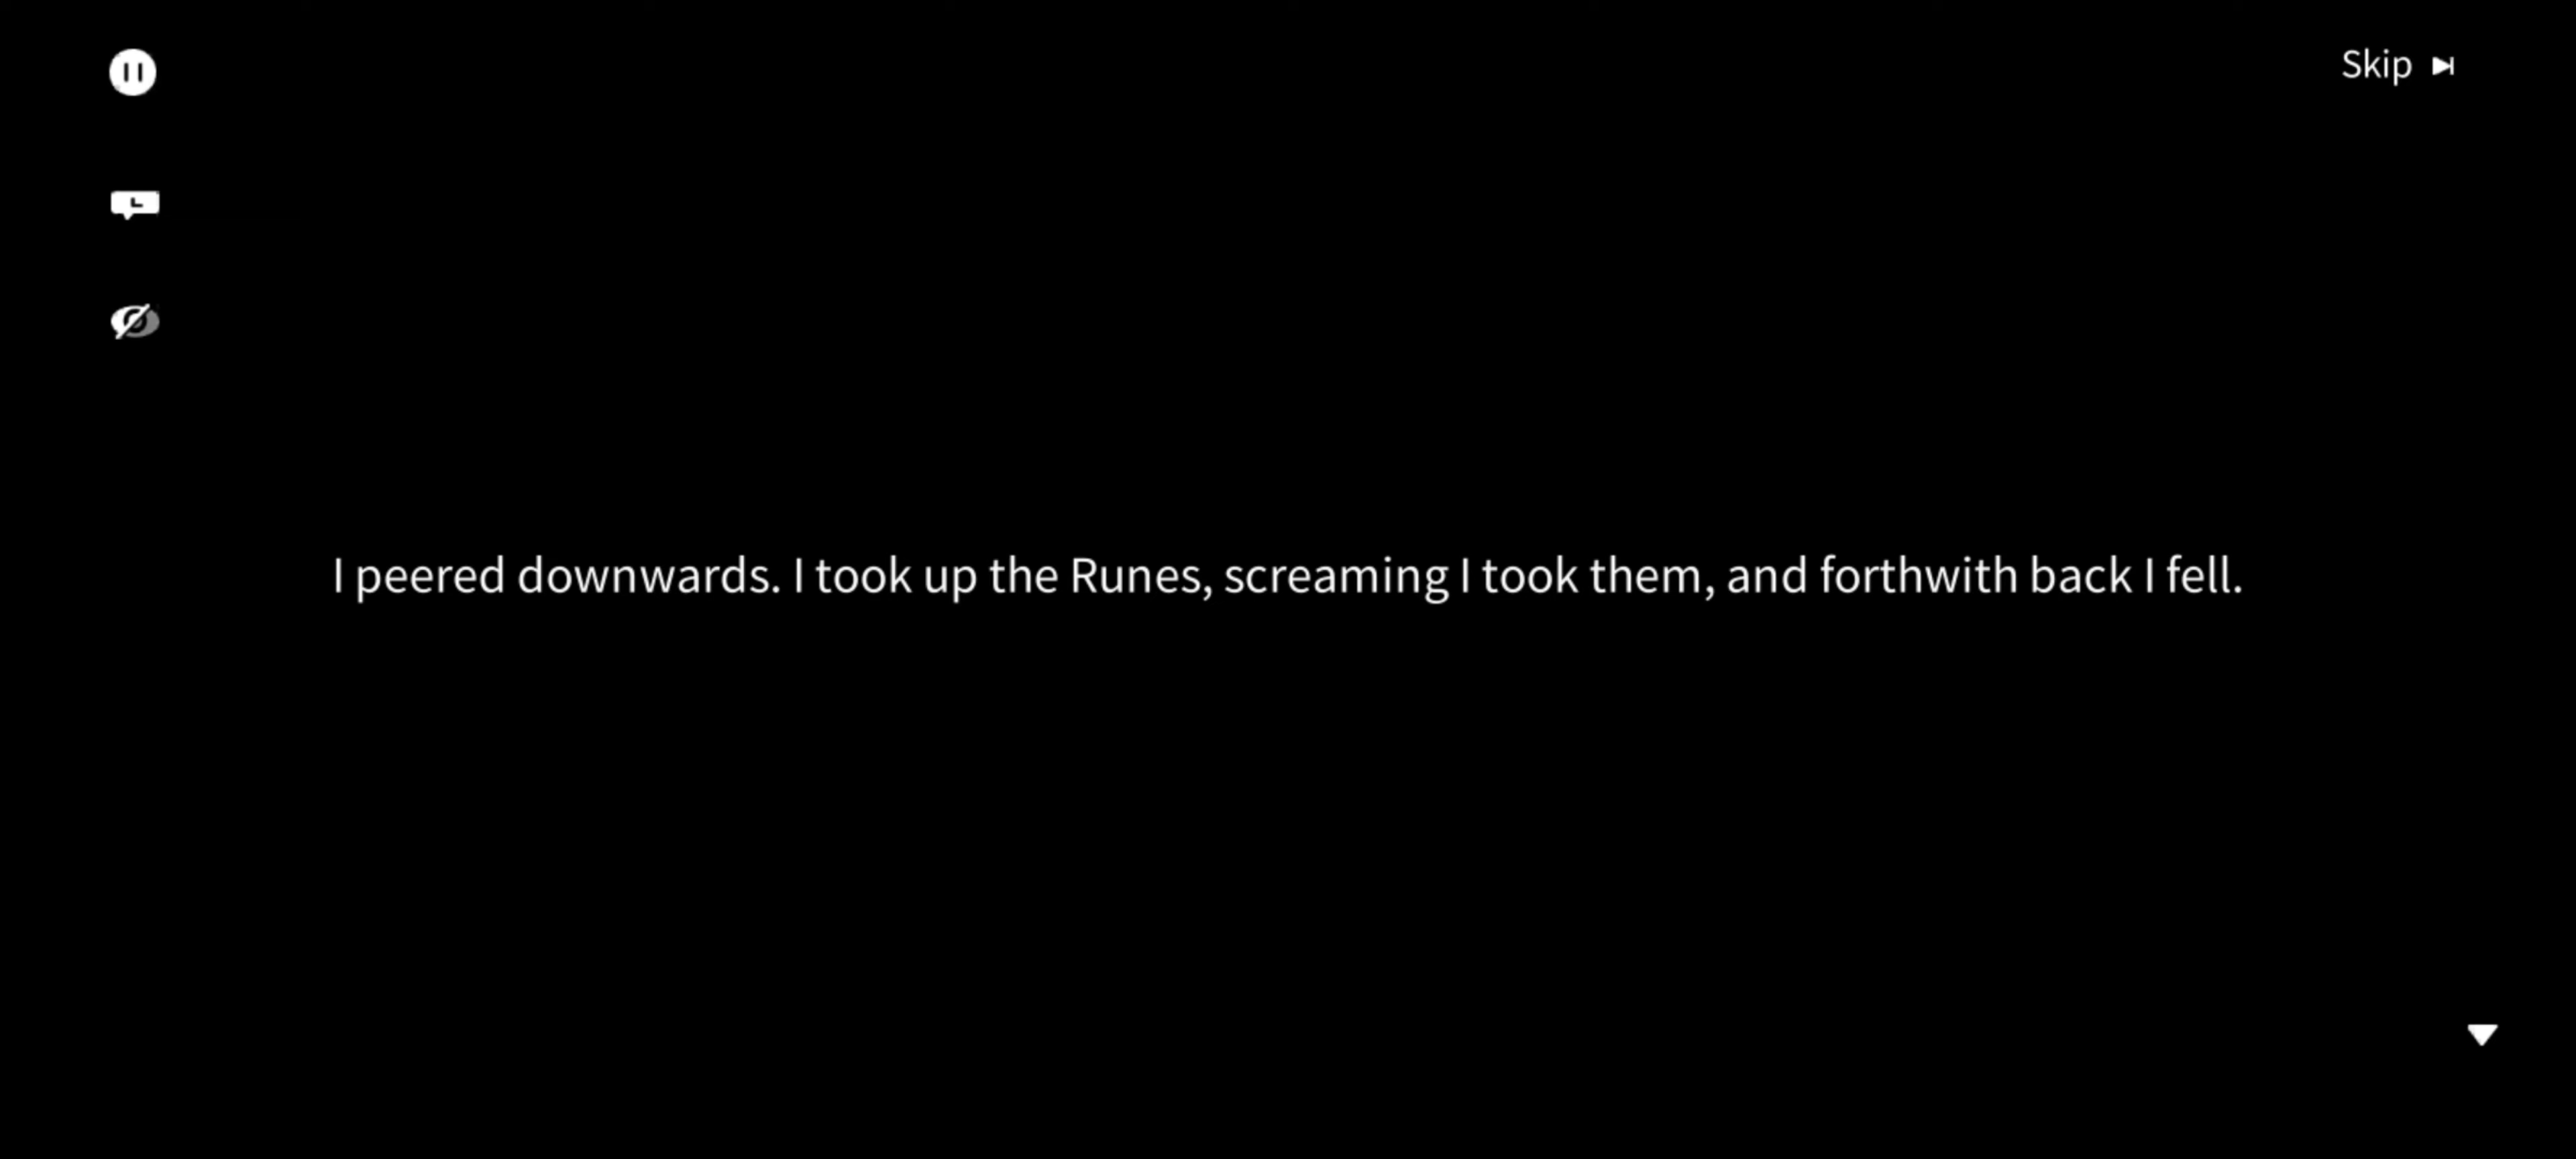 Skip
I peered downwards. I took up the Runes, screaming I took them, and forthwith back I fell.